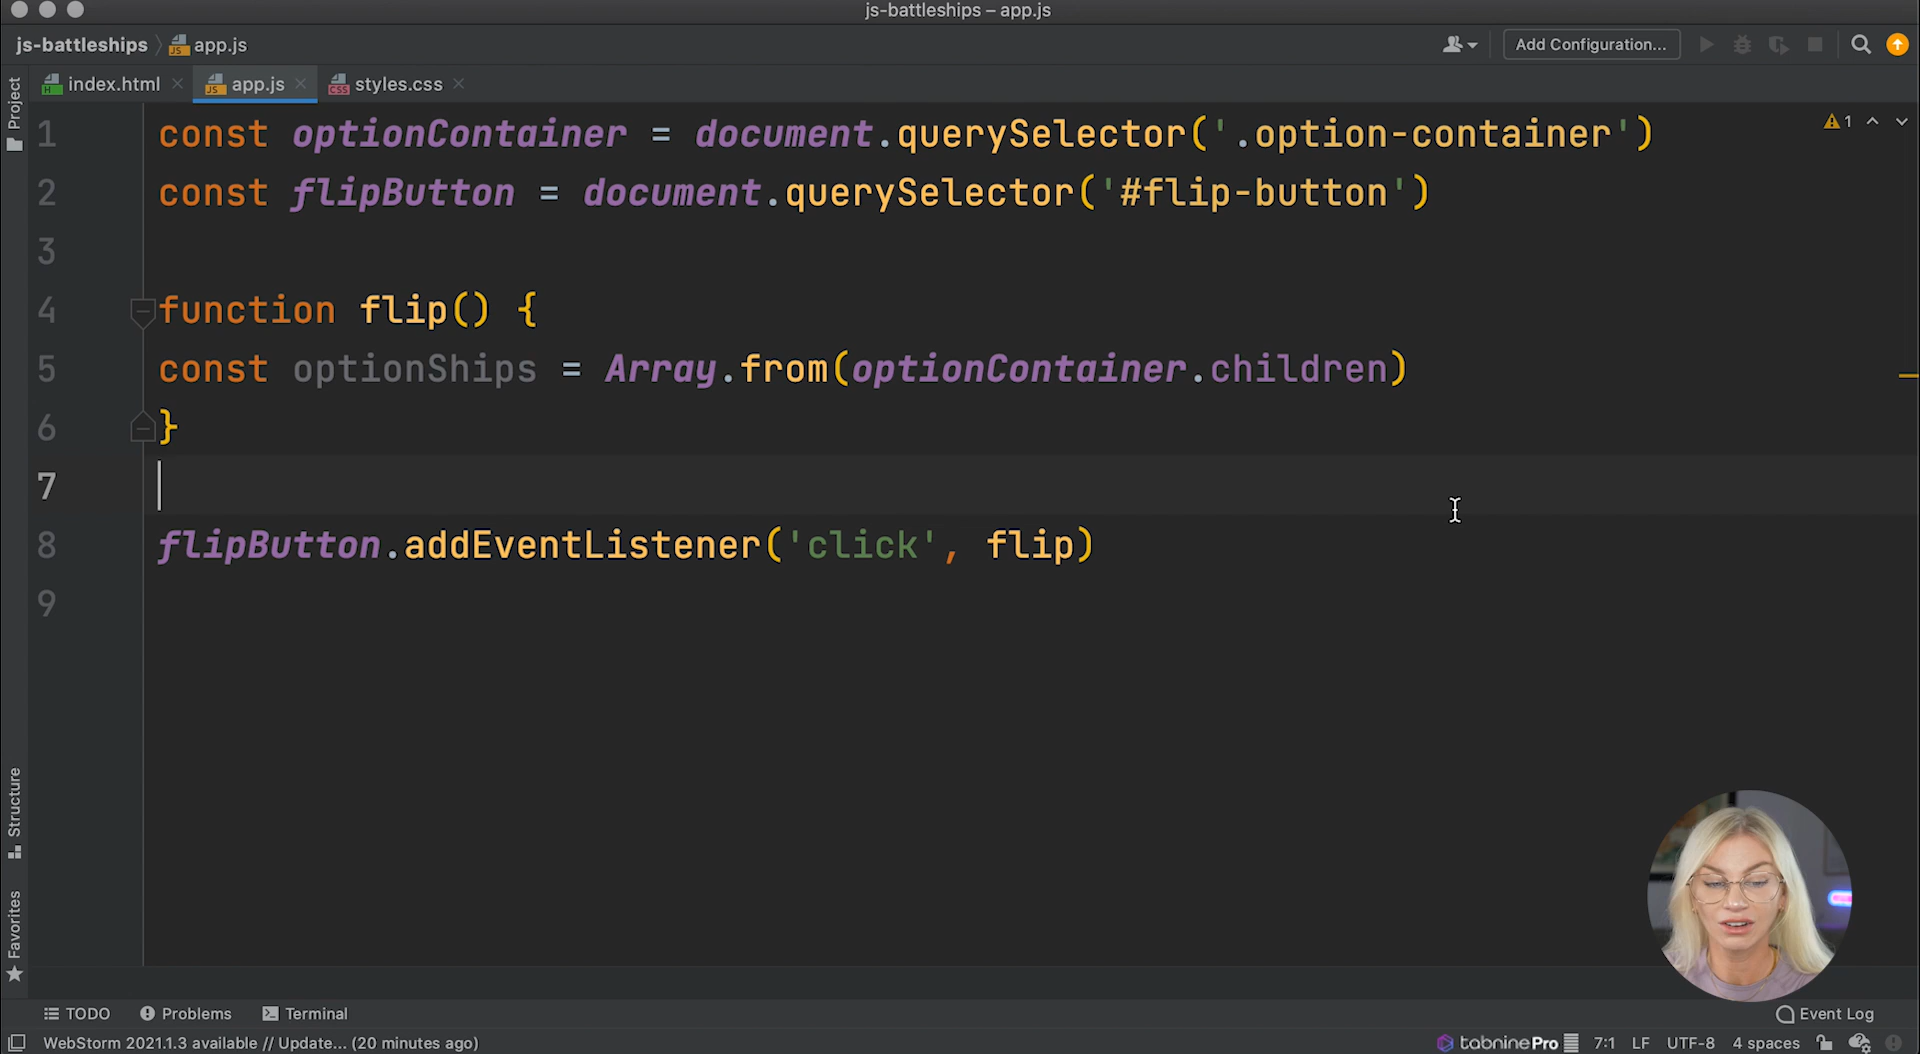 js-battleships – app.js
js-battleships
app.js
Add Configuration...
Project
index.html
app.js
styles.css
1
1 const optionContainer = document.querySelector('.option-container')
2 const flipButton = document.querySelector('#flip-button')
3
4 function flip() {
5 const optionShips = Array.from(optionContainer.children)
6 }
7
8 flipButton.addEventListener('click', flip)
9
Structure
Favorites
TODO
Problems
Terminal
Event Log
WebStorm 2021.1.3 available // Update... (20 minutes ago)
tabninePro
7:1
LF
UTF-8
4 spaces